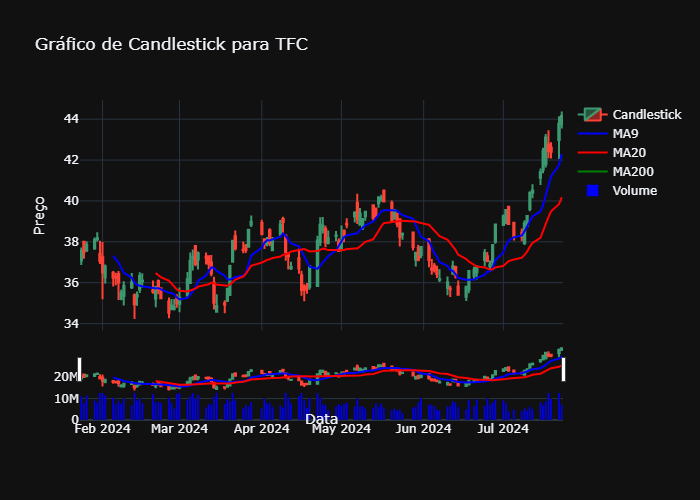 Gráfico de Candlestick para TFC
44
42
40
38
36
34
Preço
Candlestick
MA9
MA20
MA200
Volume
20M
10M
0
Data
Feb 2024
Mar 2024
Apr 2024
May 2024
Jun 2024
Jul 2024